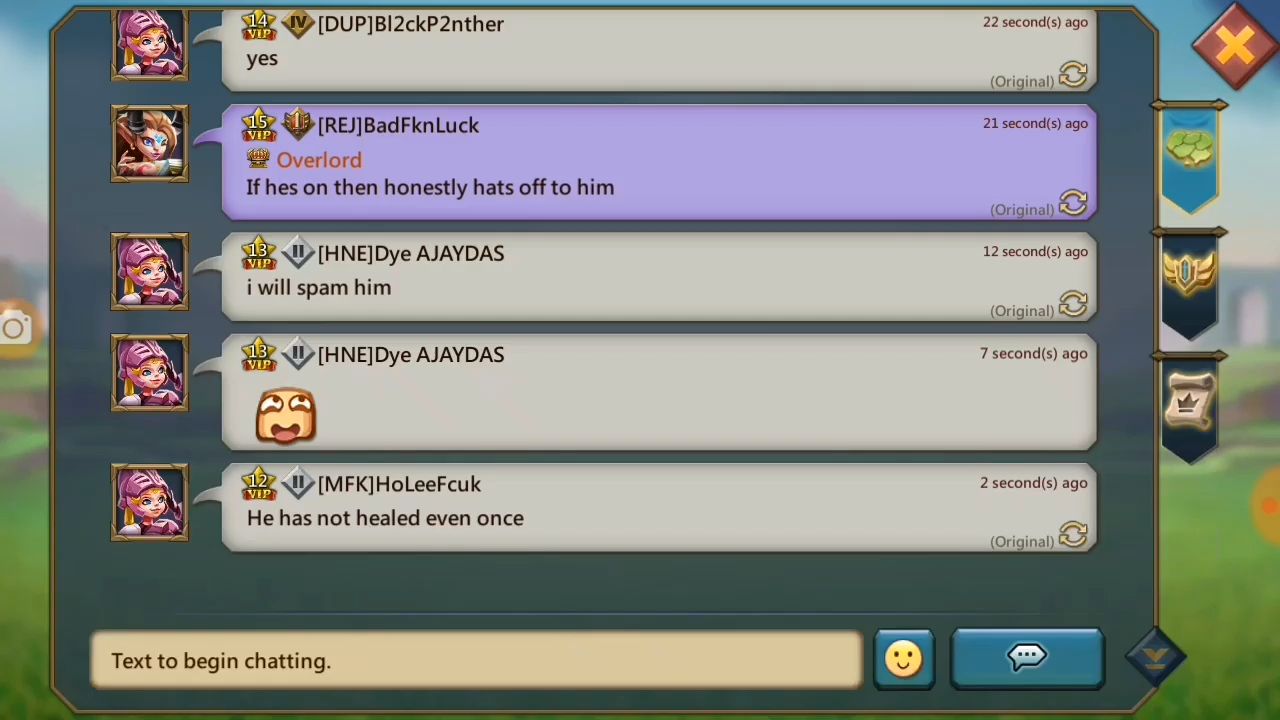 14 VIP IV [DUP]Bl2ckP2nther 22 second(s) ago
yes
(Original)
15 VIP [REJ]BadFknLuck 21 second(s) ago
Overlord
If hes on then honestly hats off to him
(Original)
13 VIP II [HNE]Dye AJAYDAS 12 second(s) ago
i will spam him
(Original)
13 VIP II [HNE]Dye AJAYDAS 7 second(s) ago
12 VIP II [MFK]HoLeeFcuk 2 second(s) ago
He has not healed even once
(Original)
Text to begin chatting.